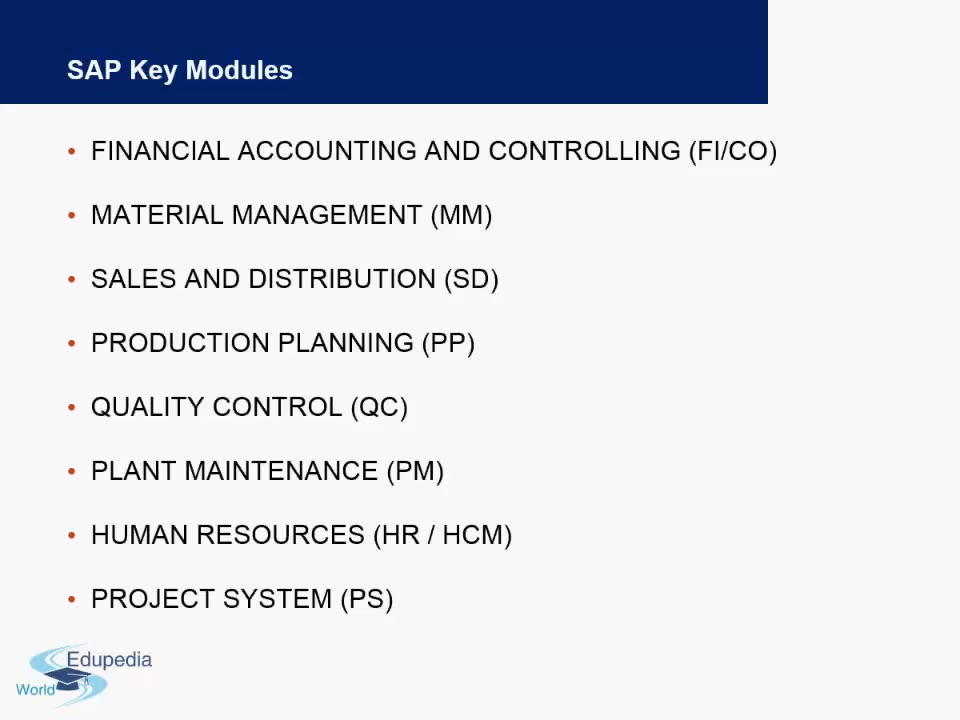 SAP Key Modules
• FINANCIAL ACCOUNTING AND CONTROLLING (FI/CO)
• MATERIAL MANAGEMENT (MM)
• SALES AND DISTRIBUTION (SD)
• PRODUCTION PLANNING (PP)
• QUALITY CONTROL (QC)
• PLANT MAINTENANCE (PM)
• HUMAN RESOURCES (HR / HCM)
• PROJECT SYSTEM (PS)
Edupedia
World